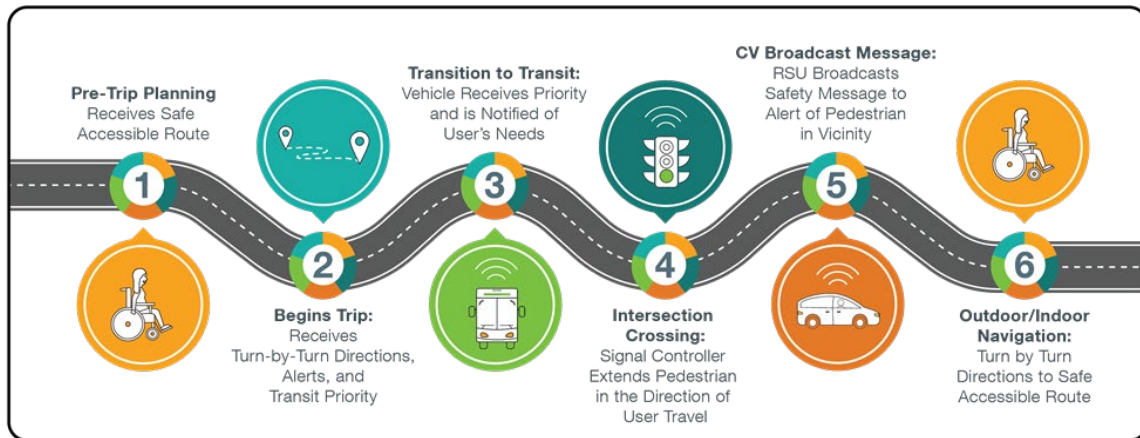 1
Pre-Trip Planning
Receives Safe
Accessible Route
2
Begins Trip:
Receives
Turn-by-Turn Directions,
Alerts, and
Transit Priority
3
Transition to Transit:
Vehicle Receives Priority
and is Notified of
User's Needs
4
Intersection
Crossing:
Signal Controller
Extends Pedestrian
in the Direction of
User Travel
5
CV Broadcast Message:
RSU Broadcasts
Safety Message to
Alert of Pedestrian
in Vicinity
6
Outdoor/Indoor
Navigation:
Turn by Turn
Directions to Safe
Accessible Route